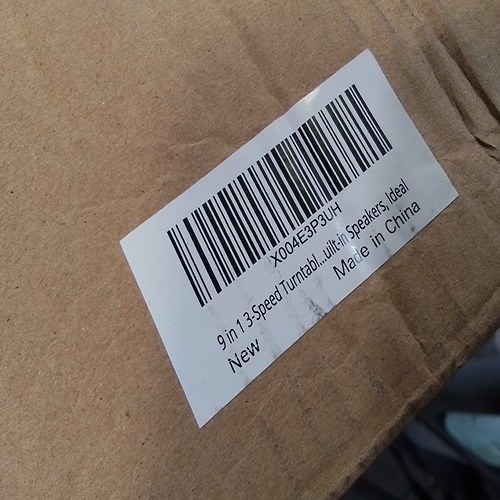 X004E3P3UH
9 in 1 3-Speed Turntabl...uilt-in Speakers, Ideal
New
Made in China